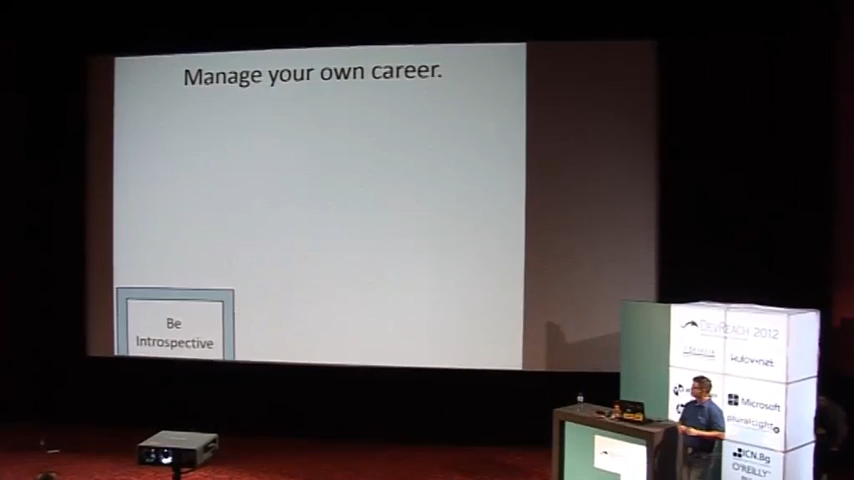 Manage your own career.
Be
Introspective
DEVREACH 2012
Microsoft
pluralsight
ICN.Bg
O'REILLY